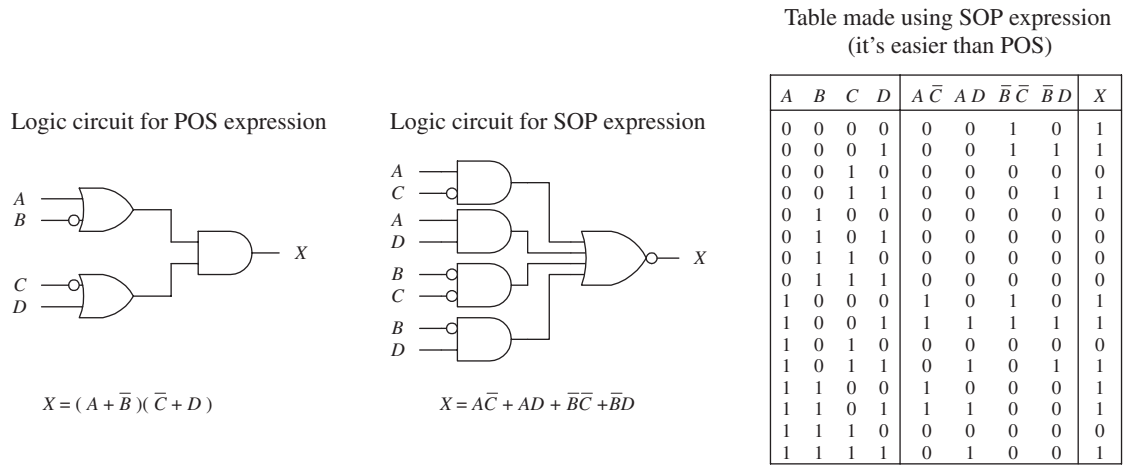 Table made using SOP expression
(it's easier than POS)
Logic circuit for POS expression
A
B
C
D
X
X = ( A + B̅ )( C̅ + D )
Logic circuit for SOP expression
A
C
A
D
B
C
B
D
X
X = AC̅ + AD + B̅C̅ +B̅D
A B C D A C̅ A D B̅ C̅ B̅ D X
0 0 0 0 0 0 1 0 1
0 0 0 1 0 0 1 1 1
0 0 1 0 0 0 0 0 0
0 0 1 1 0 0 0 1 1
0 1 0 0 0 0 0 0 0
0 1 0 1 0 0 0 0 0
0 1 1 0 0 0 0 0 0
0 1 1 1 0 0 0 0 0
1 0 0 0 1 0 1 0 1
1 0 0 1 1 1 1 1 1
1 0 1 0 0 0 0 0 0
1 0 1 1 0 1 0 1 1
1 1 0 0 1 0 0 0 1
1 1 0 1 1 1 0 0 1
1 1 1 0 0 0 0 0 0
1 1 1 1 0 1 0 0 1